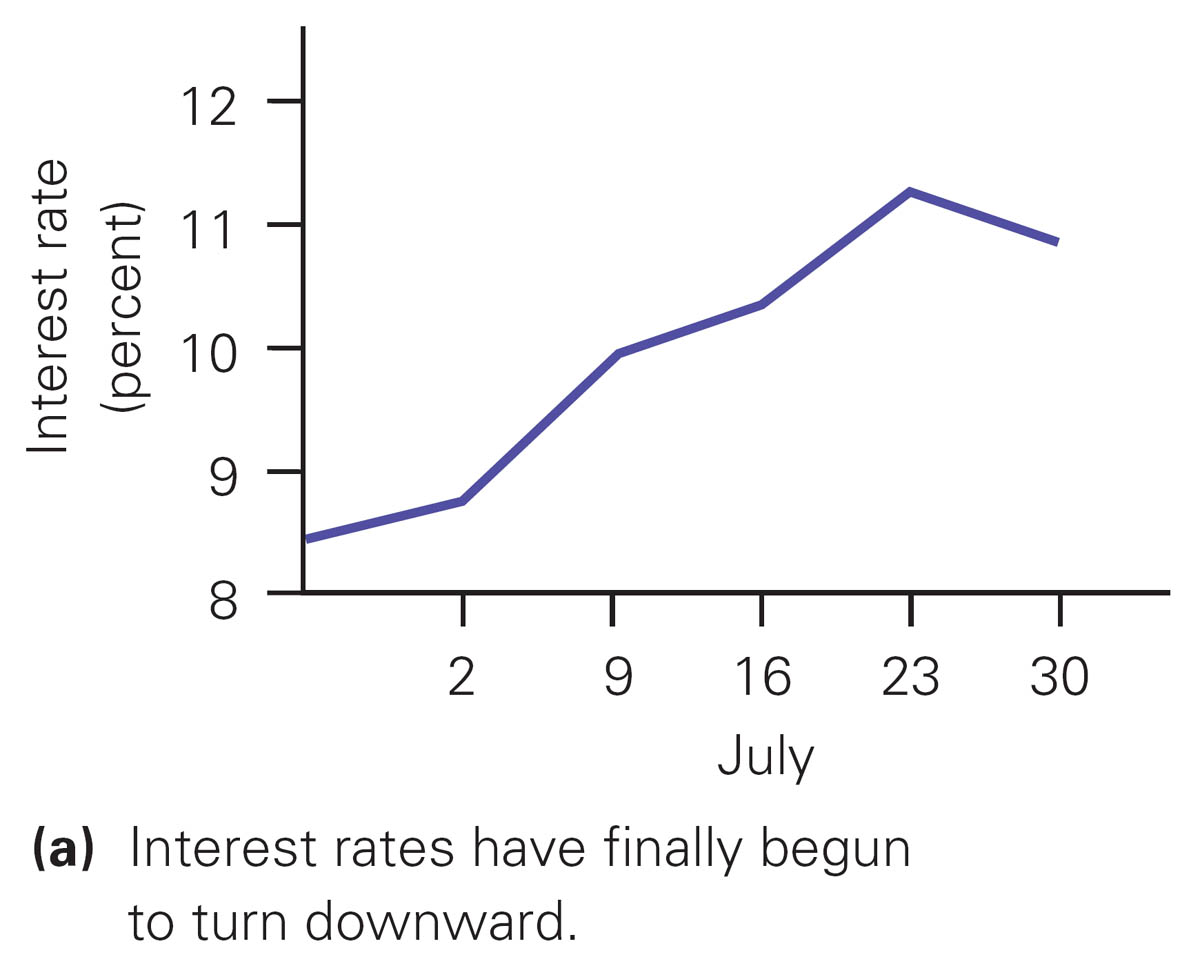 Interest rate
(percent)
12
11
10
9
8
2 9 16 23 30
July
(a) Interest rates have finally begun
to turn downward.